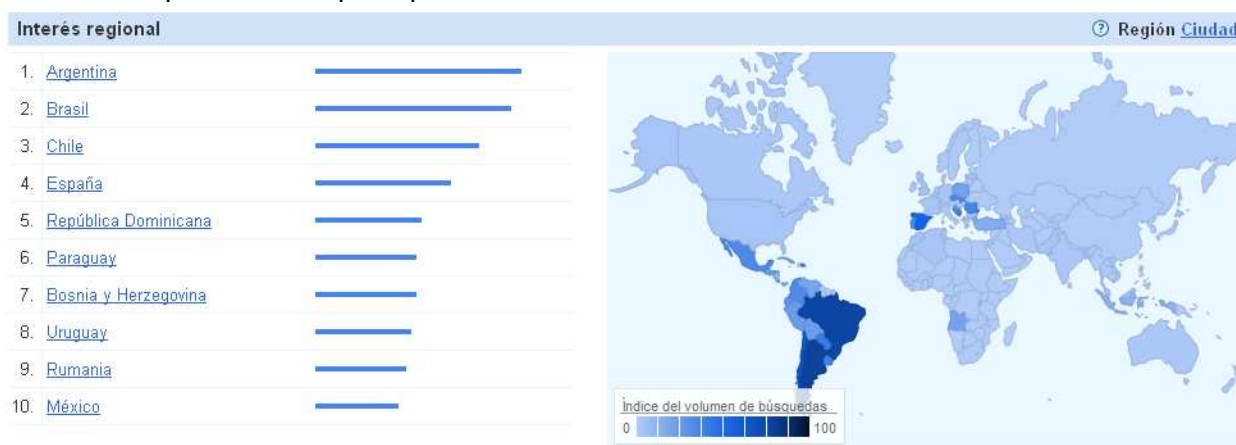 Interés regional
Región Ciudad
1. Argentina
2. Brasil
3. Chile
4. España
5. República Dominicana
6. Paraguay
7. Bosnia y Herzegovina
8. Uruguay
9. Rumania
10. México
Índice del volumen de búsquedas
0 100